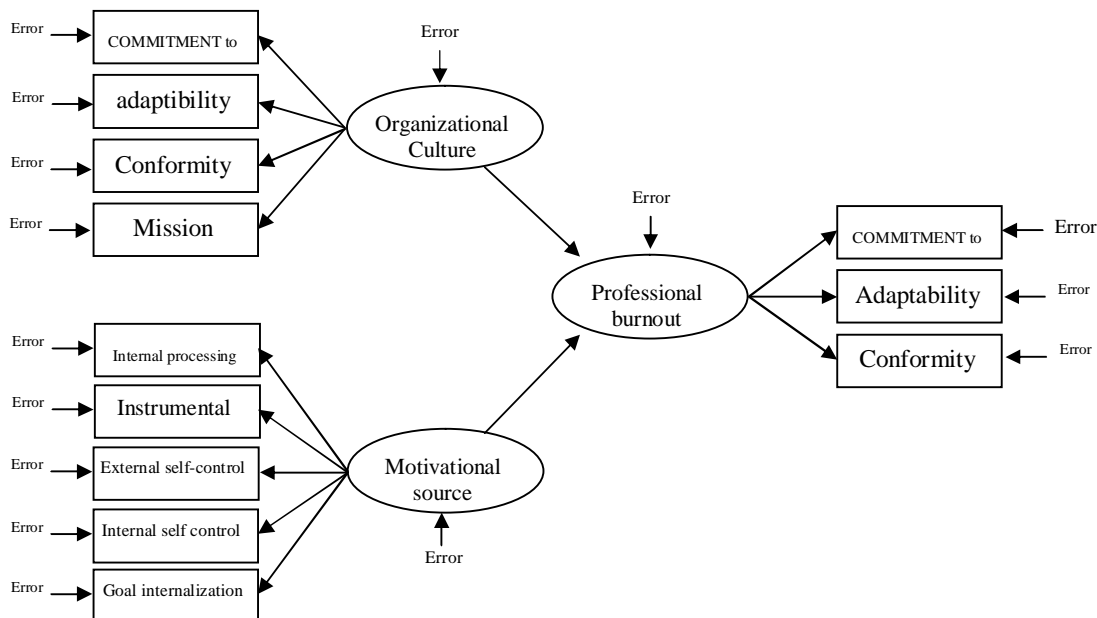 Error
COMMITMENT to
Error
adaptibility
Error
Conformity
Error
Mission
Error
Organizational
Culture
Error
Internal processing
Error
Instrumental
Error
External self-control
Error
Internal self control
Error
Goal internalization
Motivational
source
Error
Error
Professional
burnout
COMMITMENT to
Error
Adaptability
Error
Conformity
Error